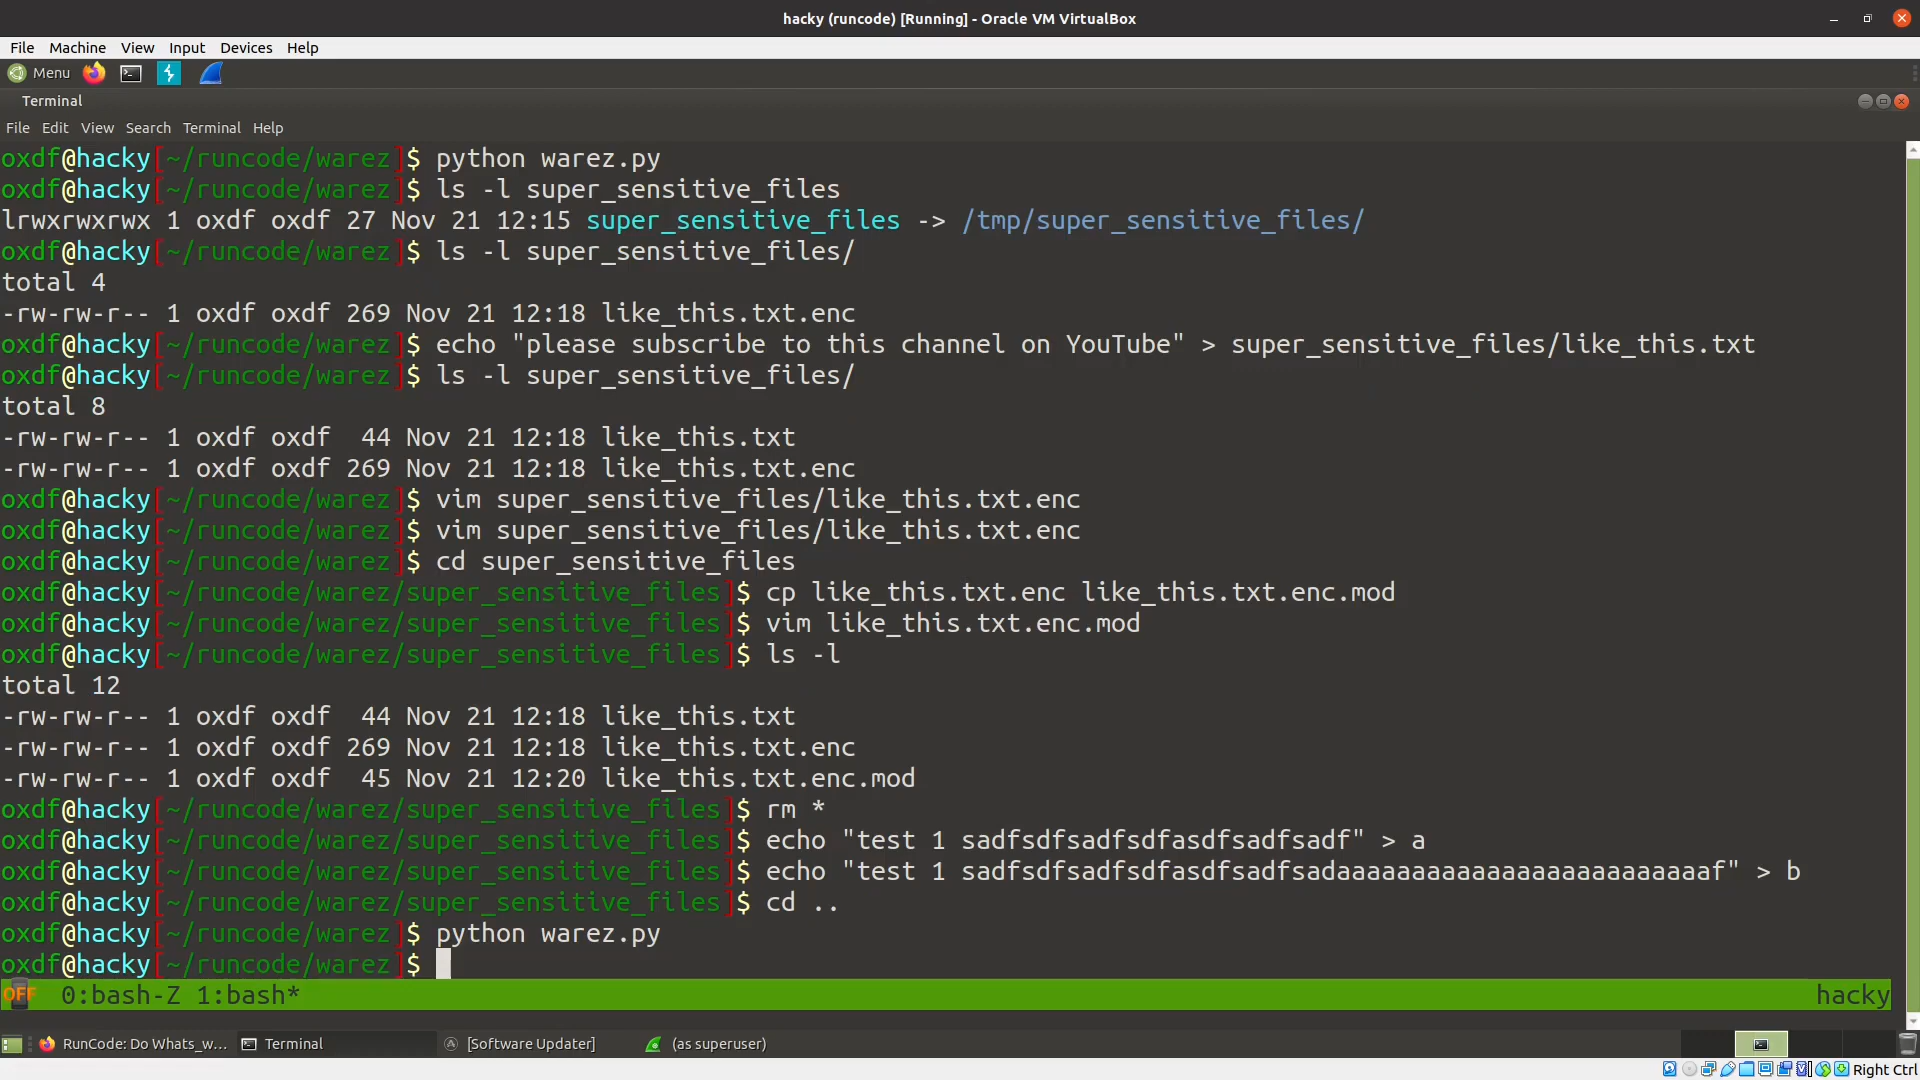 hacky (runcode) [Running] - Oracle VM VirtualBox
File Machine View Input Devices Help
Menu
Terminal
File Edit View Search Terminal Help
oxdf@hacky[~/runcode/warez]$ python warez.py
oxdf@hacky[~/runcode/warez]$ ls -l super_sensitive_files
lrwxrwxrwx 1 oxdf oxdf 27 Nov 21 12:15 super_sensitive_files -> /tmp/super_sensitive_files/
oxdf@hacky[~/runcode/warez]$ ls -l super_sensitive_files/
total 4
-rw-rw-r-- 1 oxdf oxdf 269 Nov 21 12:18 like_this.txt.enc
oxdf@hacky[~/runcode/warez]$ echo "please subscribe to this channel on YouTube" > super_sensitive_files/like_this.txt
oxdf@hacky[~/runcode/warez]$ ls -l super_sensitive_files/
total 8
-rw-rw-r-- 1 oxdf oxdf  44 Nov 21 12:18 like_this.txt
-rw-rw-r-- 1 oxdf oxdf 269 Nov 21 12:18 like_this.txt.enc
oxdf@hacky[~/runcode/warez]$ vim super_sensitive_files/like_this.txt.enc
oxdf@hacky[~/runcode/warez]$ vim super_sensitive_files/like_this.txt.enc
oxdf@hacky[~/runcode/warez]$ cd super_sensitive_files
oxdf@hacky[~/runcode/warez/super_sensitive_files]$ cp like_this.txt.enc like_this.txt.enc.mod
oxdf@hacky[~/runcode/warez/super_sensitive_files]$ vim like_this.txt.enc.mod
oxdf@hacky[~/runcode/warez/super_sensitive_files]$ ls -l
total 12
-rw-rw-r-- 1 oxdf oxdf  44 Nov 21 12:18 like_this.txt
-rw-rw-r-- 1 oxdf oxdf 269 Nov 21 12:18 like_this.txt.enc
-rw-rw-r-- 1 oxdf oxdf  45 Nov 21 12:20 like_this.txt.enc.mod
oxdf@hacky[~/runcode/warez/super_sensitive_files]$ rm *
oxdf@hacky[~/runcode/warez/super_sensitive_files]$ echo "test 1 sadfsdfsadfsdfasdfsadfsadf" > a
oxdf@hacky[~/runcode/warez/super_sensitive_files]$ echo "test 1 sadfsdfsadfsdfasdfsadfsadaaaaaaaaaaaaaaaaaaaaaaaaaf" > b
oxdf@hacky[~/runcode/warez/super_sensitive_files]$ cd ..
oxdf@hacky[~/runcode/warez]$ python warez.py
oxdf@hacky[~/runcode/warez]$
OFF 0:bash-Z 1:bash* hacky
RunCode: Do Whats_w... Terminal [Software Updater] (as superuser)
Right Ctrl